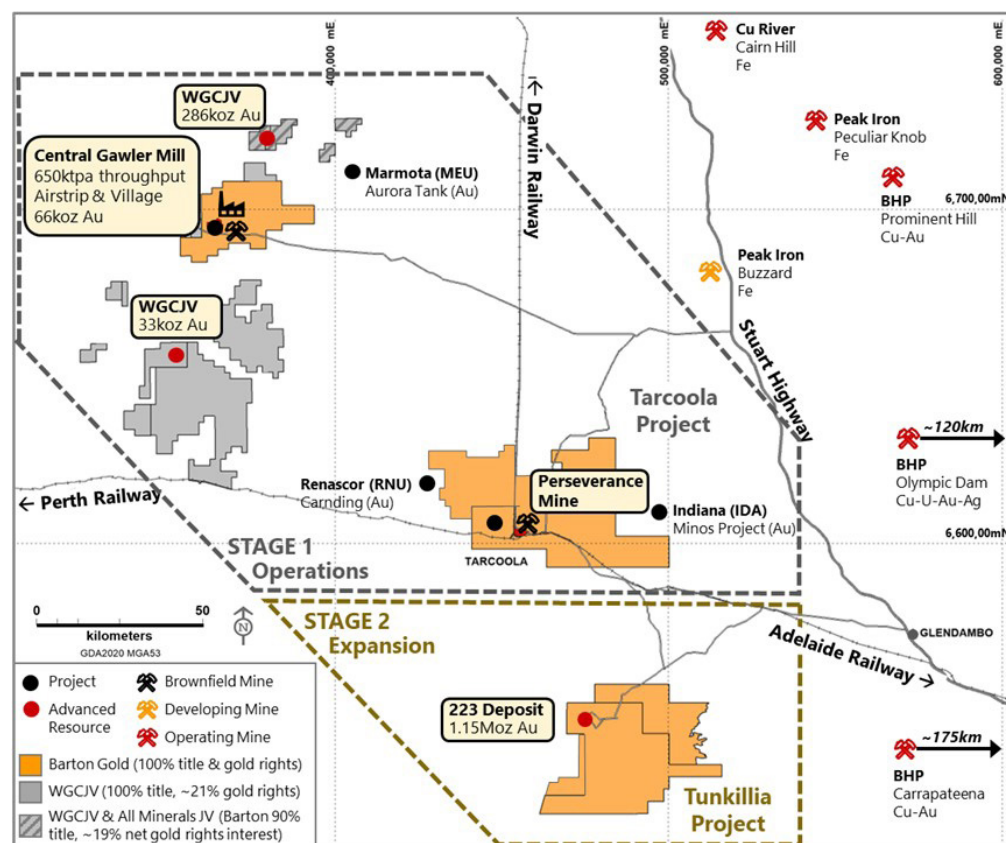 400,000 mE
500,000 mE
600,000
Cu River
Cairn Hill
Fe
WGCJV
286koz Au
← Darwin Railway
Peak Iron
Peculiar Knob
Fe
Central Gawler Mill
650ktpa throughput
Airstrip & Village
66koz Au
Marmota (MEU)
Aurora Tank (Au)
BHP
Prominent Hill
Cu-Au
6,700,00mN
Peak Iron
Buzzard
Fe
WGCJV
33koz Au
Stuart Highway
Tarcoola
Project
~120km
BHP
Olympic Dam
Cu-U-Au-Ag
← Perth Railway
Renascor (RNU)
Carnding (Au)
Perseverance
Mine
Indiana (IDA)
Minos Project (Au)
6,600,00mN
TARCOOLA
STAGE 1
Operations
0 50
kilometers
GDA2020 MGA53
N
STAGE 2
Expansion
GLENDAMBO
Adelaide Railway →
223 Deposit
1.15Moz Au
~175km
BHP
Carrapateena
Cu-Au
Tunkillia
Project
Project
Brownfield Mine
Advanced
Resource
Developing Mine
Operating Mine
Barton Gold (100% title & gold rights)
WGCJV (100% title, ~21% gold rights)
WGCJV & All Minerals JV (Barton 90%
title, ~19% net gold rights interest)